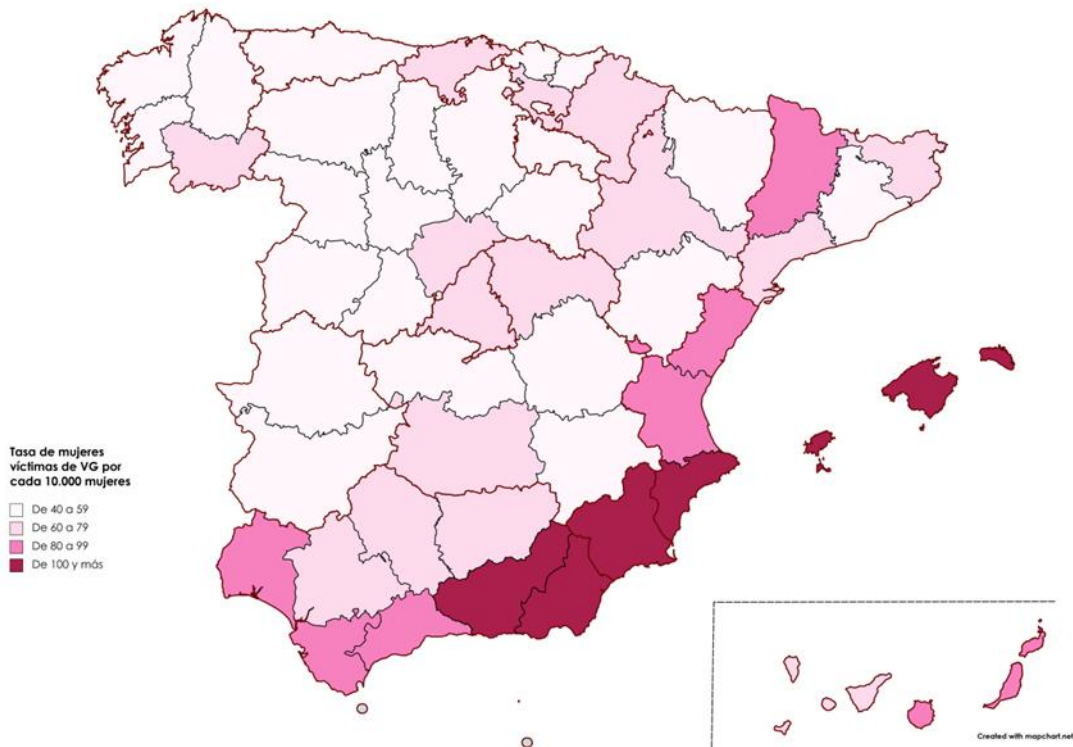 Tasa de mujeres
víctimas de VG por
cada 10.000 mujeres
De 40 a 59
De 60 a 79
De 80 a 99
De 100 y más
Created with mapchart.net